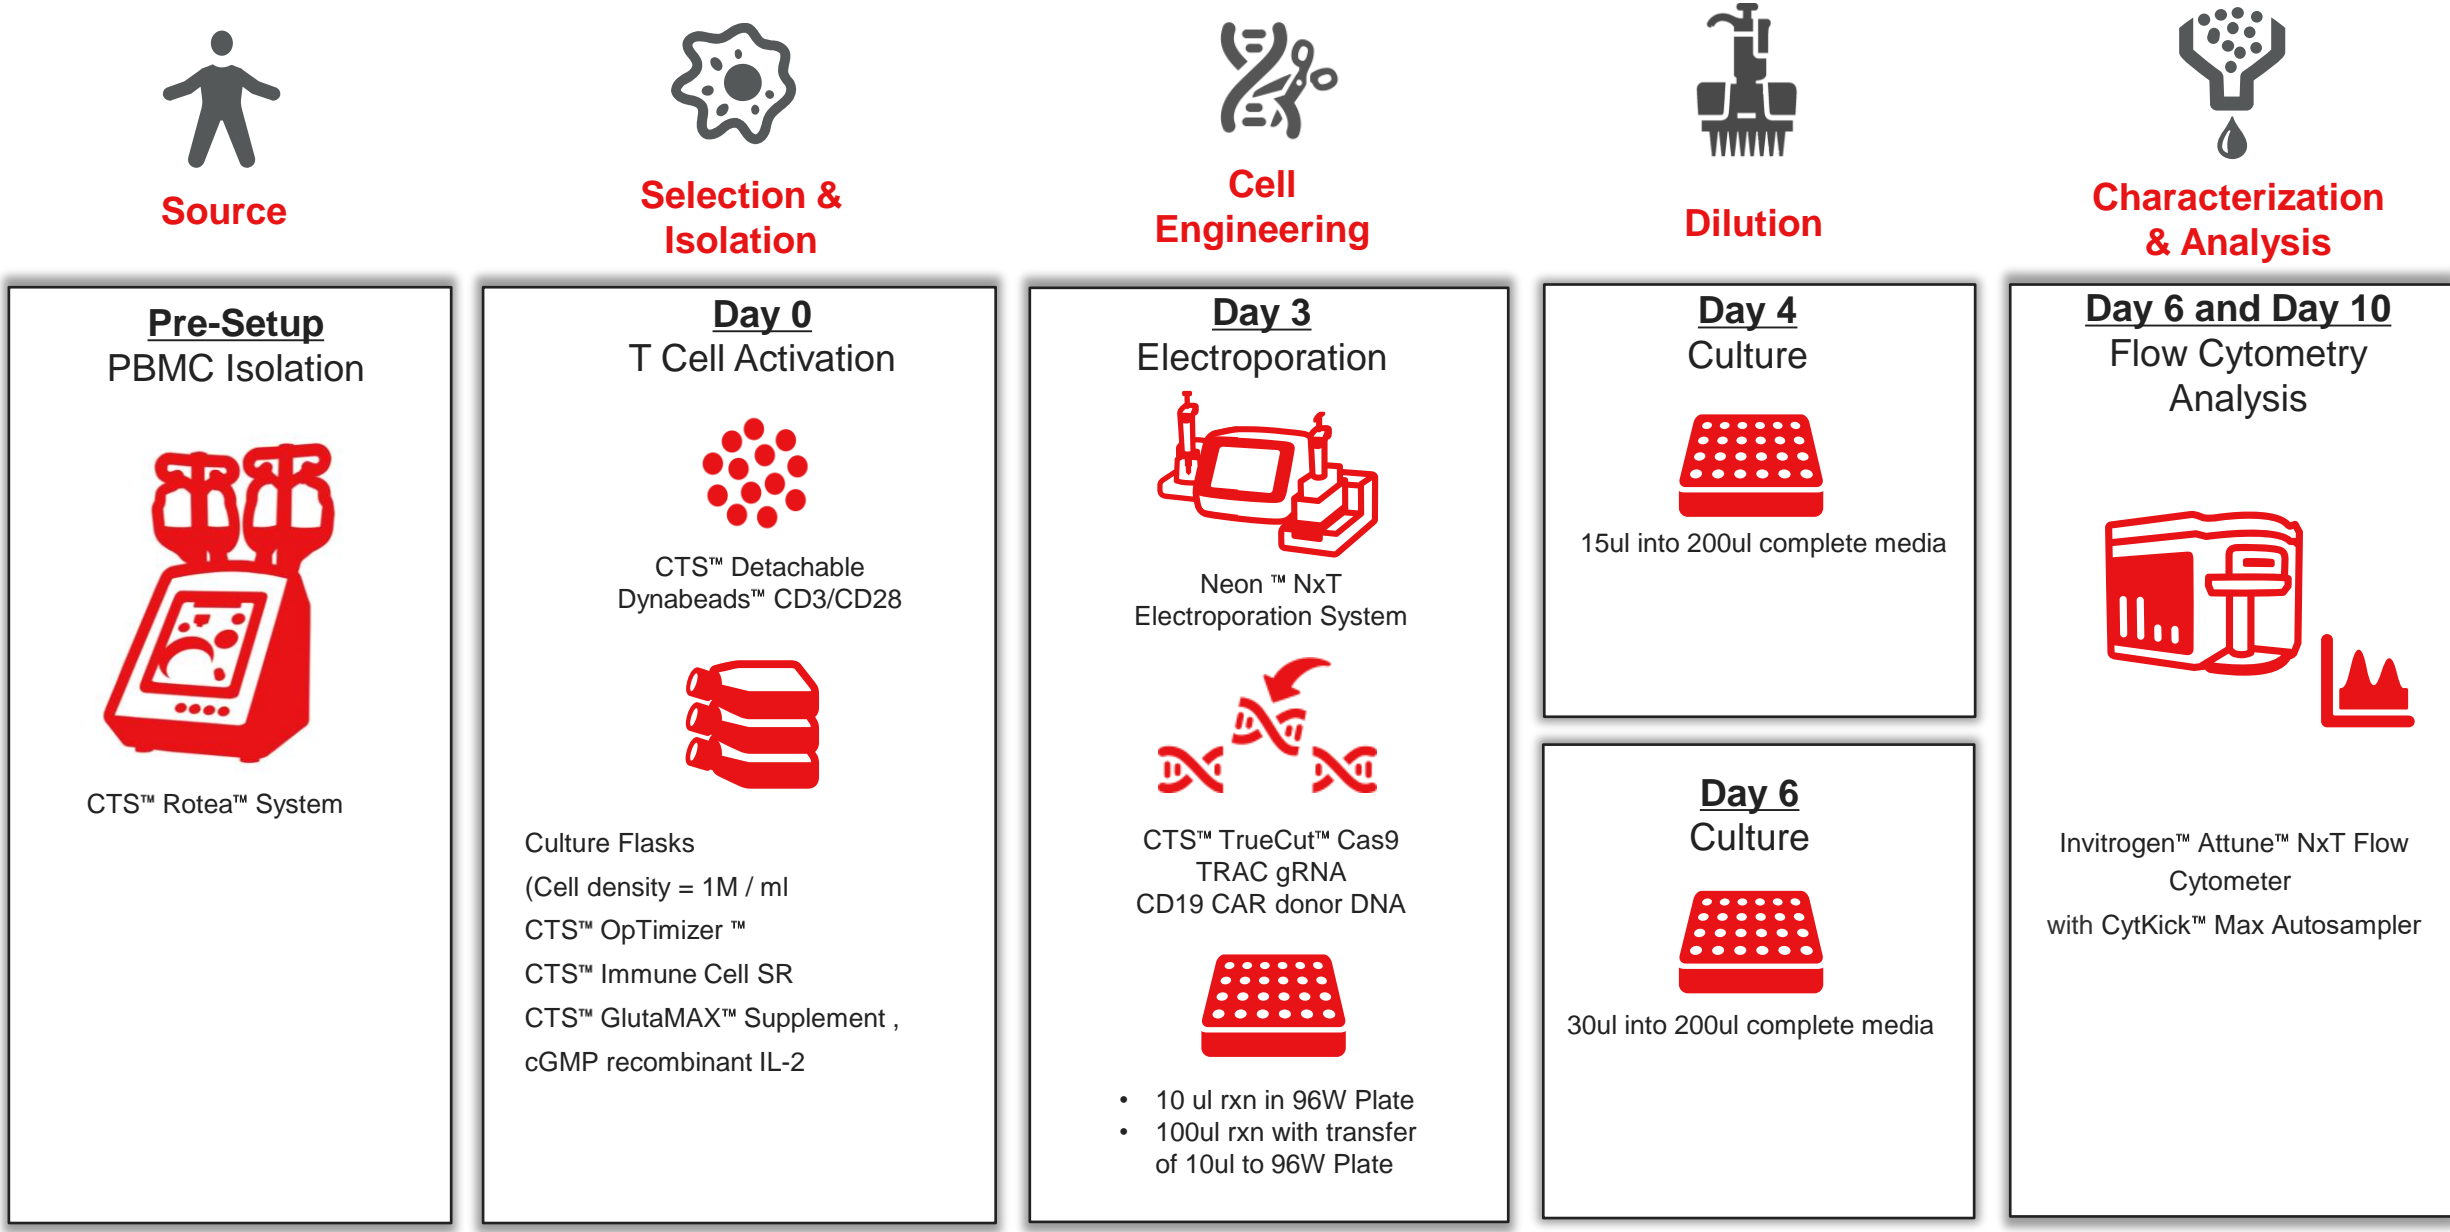 Source
Selection &
Isolation
Cell
Engineering
Dilution
Characterization
& Analysis
Pre-Setup
PBMC Isolation
CTS™ Rotea™ System
Day 0
T Cell Activation
CTS™ Detachable
Dynabeads™ CD3/CD28
Culture Flasks
(Cell density = 1M / ml
CTS™ OpTimizer ™
CTS™ Immune Cell SR
CTS™ GlutaMAX™ Supplement ,
cGMP recombinant IL-2
Day 3
Electroporation
Neon ™ NxT
Electroporation System
CTS™ TrueCut™ Cas9
TRAC gRNA
CD19 CAR donor DNA
• 10 ul rxn in 96W Plate
• 100ul rxn with transfer
of 10ul to 96W Plate
Day 4
Culture
15ul into 200ul complete media
Day 6
Culture
30ul into 200ul complete media
Day 6 and Day 10
Flow Cytometry
Analysis
Invitrogen™ Attune™ NxT Flow
Cytometer
with CytKick™ Max Autosampler